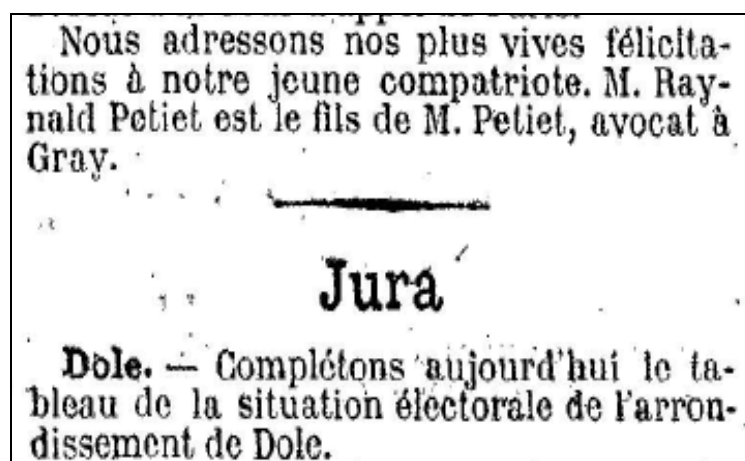 Nous adressons nos plus vives félicita-
tions à notre jeune compatriote. M. Ray-
nald Petiet est le fils de M. Petiet, avocat à
Gray.
Jura
Dole. — Complétons aujourd'hui le ta-
bleau de la situation électorale de l'arron-
dissement de Dole.